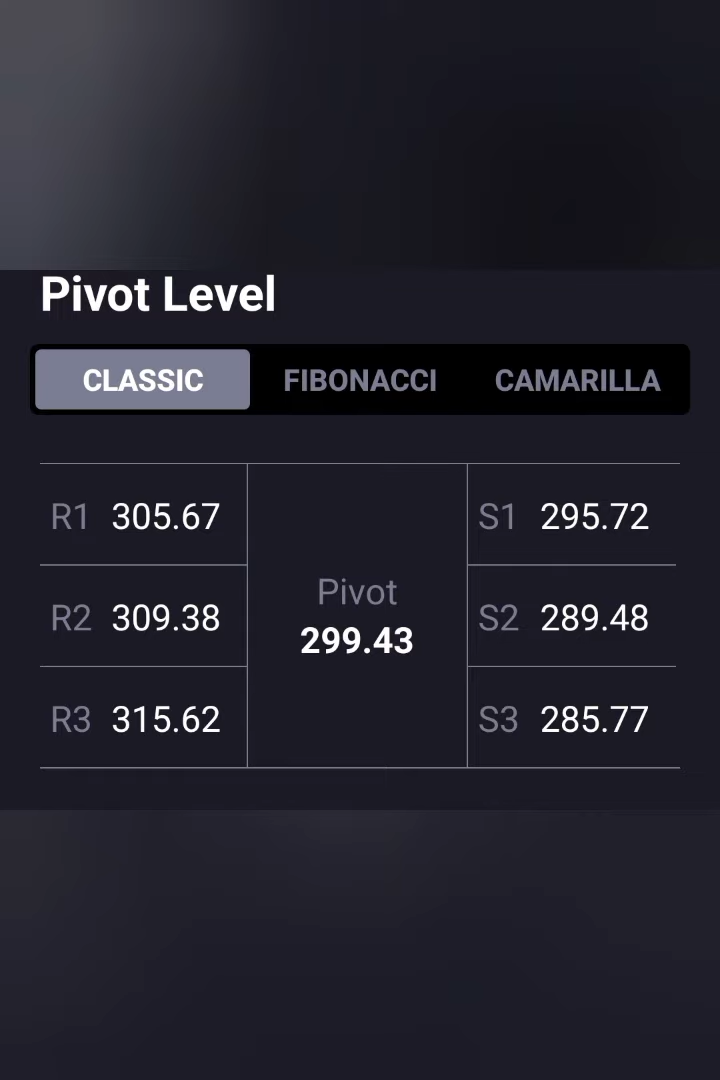 Pivot Level
CLASSIC FIBONACCI CAMARILLA
R1 305.67
R2 309.38
R3 315.62
Pivot
299.43
S1 295.72
S2 289.48
S3 285.77